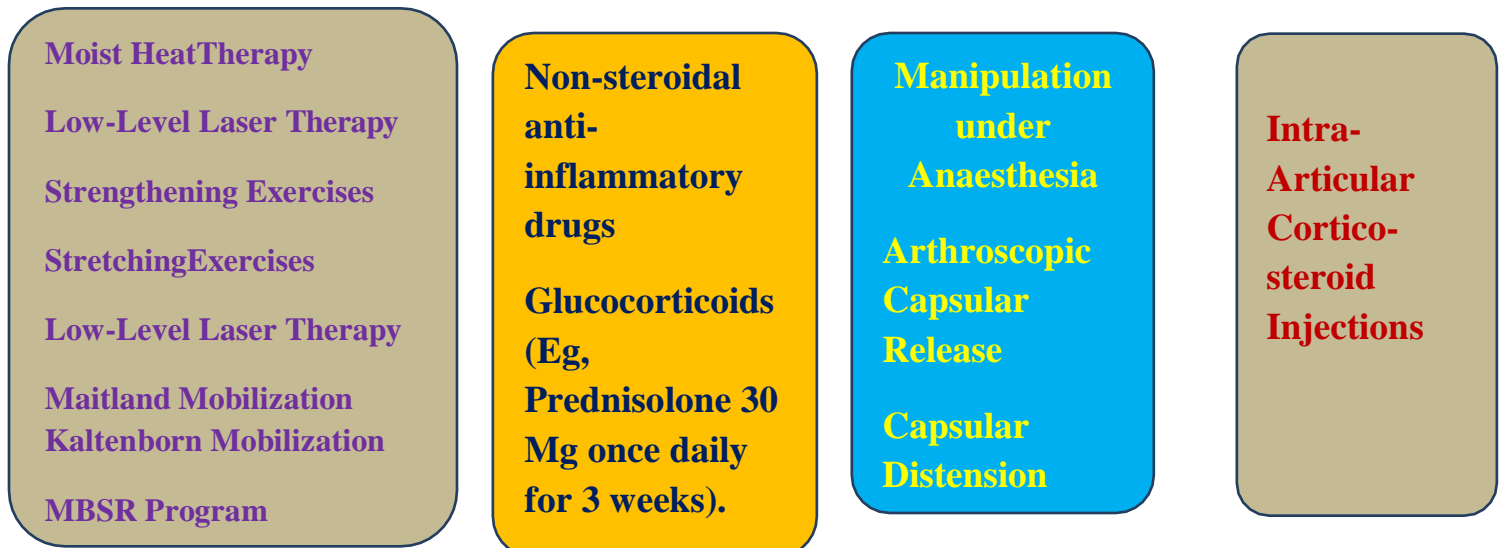 Moist HeatTherapy
Low-Level Laser Therapy
Strengthening Exercises
StretchingExercises
Low-Level Laser Therapy
Maitland Mobilization
Kaltenborn Mobilization
MBSR Program
Non-steroidal
anti-
inflammatory
drugs
Glucocorticoids
(Eg,
Prednisolone 30
Mg once daily
for 3 weeks).
Manipulation
under
Anaesthesia
Arthroscopic
Capsular
Release
Capsular
Distension
Intra-
Articular
Cortico-
steroid
Injections